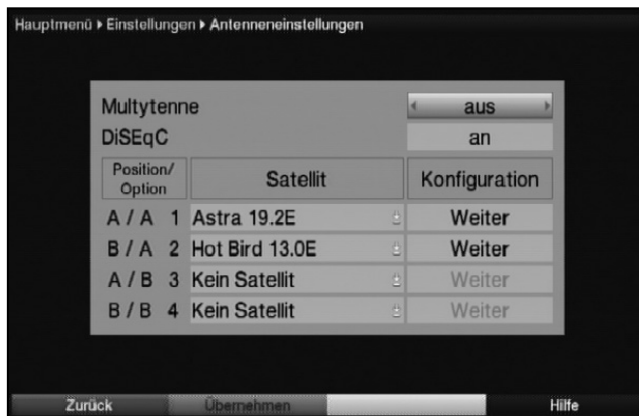 Hauptmenü ▸ Einstellungen ▸ Antenneneinstellungen
Multytenne aus
DiSEqC an
Position/
Option Satellit Konfiguration
A / A 1 Astra 19.2E Weiter
B / A 2 Hot Bird 13.0E Weiter
A / B 3 Kein Satellit Weiter
B / B 4 Kein Satellit Weiter
Zurück Übernehmen Hilfe